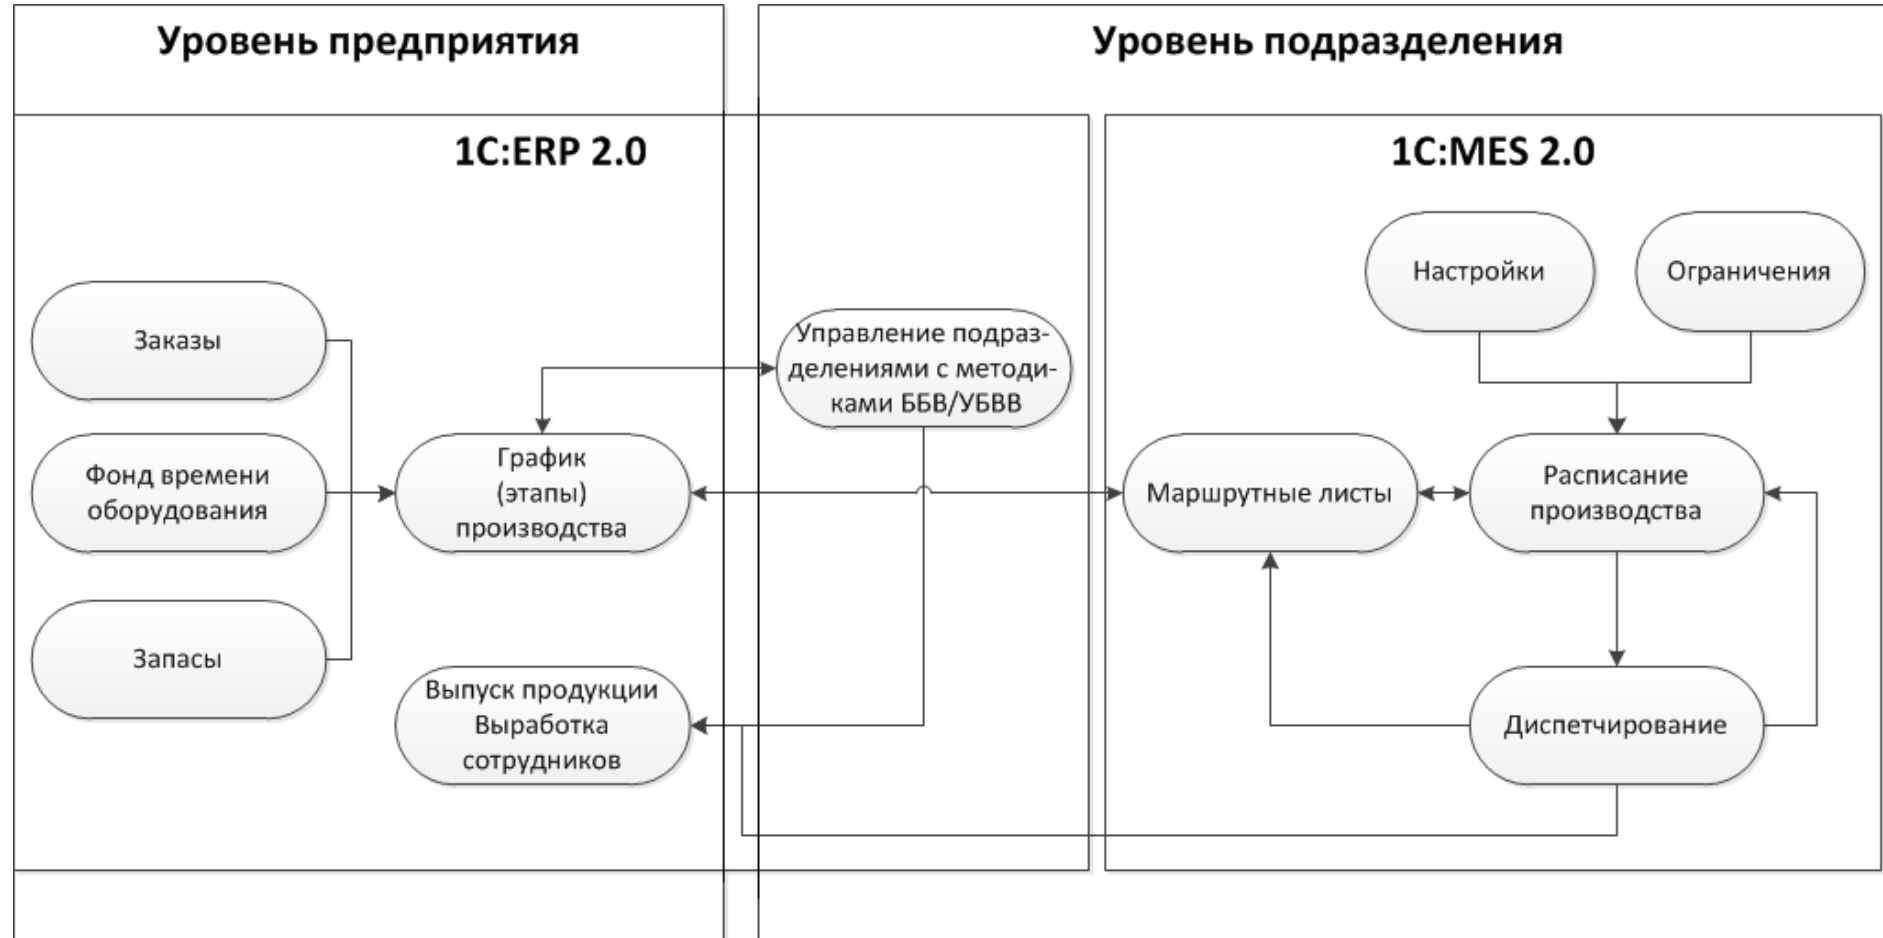 Уровень предприятия
Уровень подразделения
1С:ERP 2.0
1С:MES 2.0
Настройки
Ограничения
Заказы
Управление подраз-
делениями с методи-
ками ББВ/УБВВ
Фонд времени
оборудования
График
(этапы)
производства
Маршрутные листы
Расписание
производства
Запасы
Выпуск продукции
Выработка
сотрудников
Диспетчирование